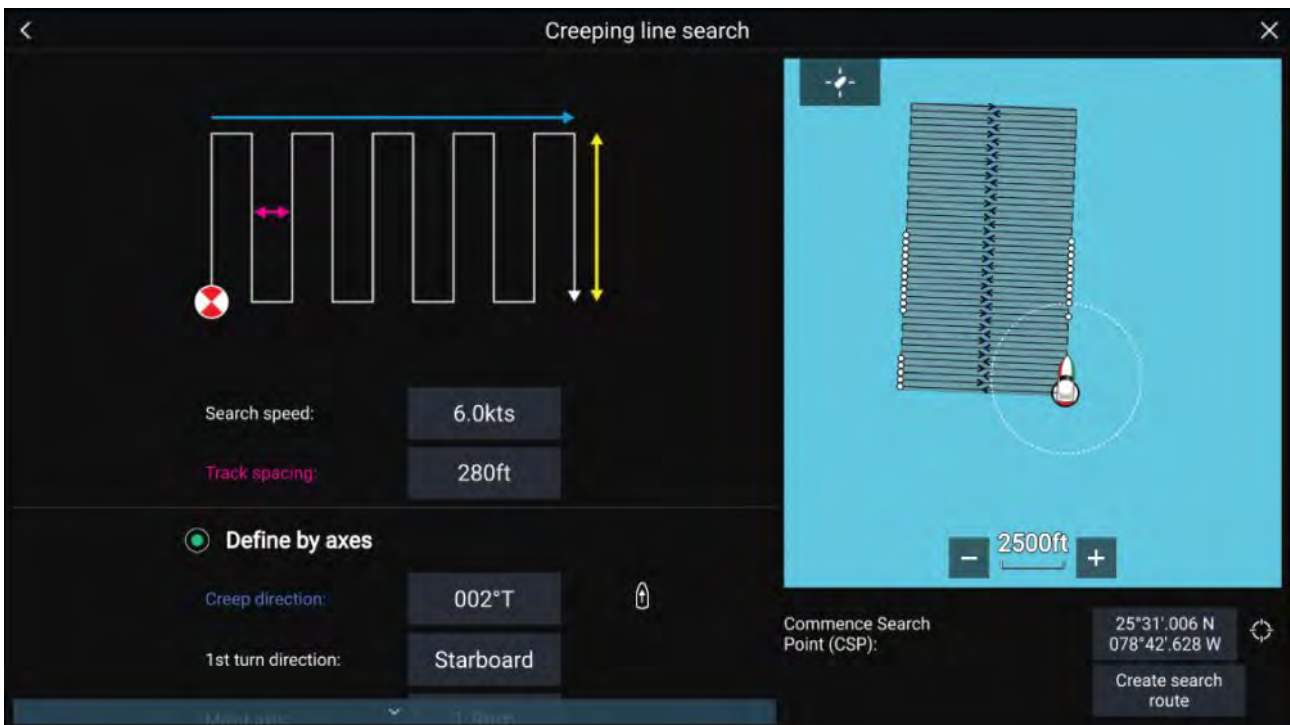 Creeping line search
Search speed:
6.0kts
Track spacing:
280ft
Define by axes
Creep direction:
002°T
1st turn direction:
Starboard
2500ft
Commence Search
Point (CSP):
25°31'.006 N
078°42'.628 W
Create search
route